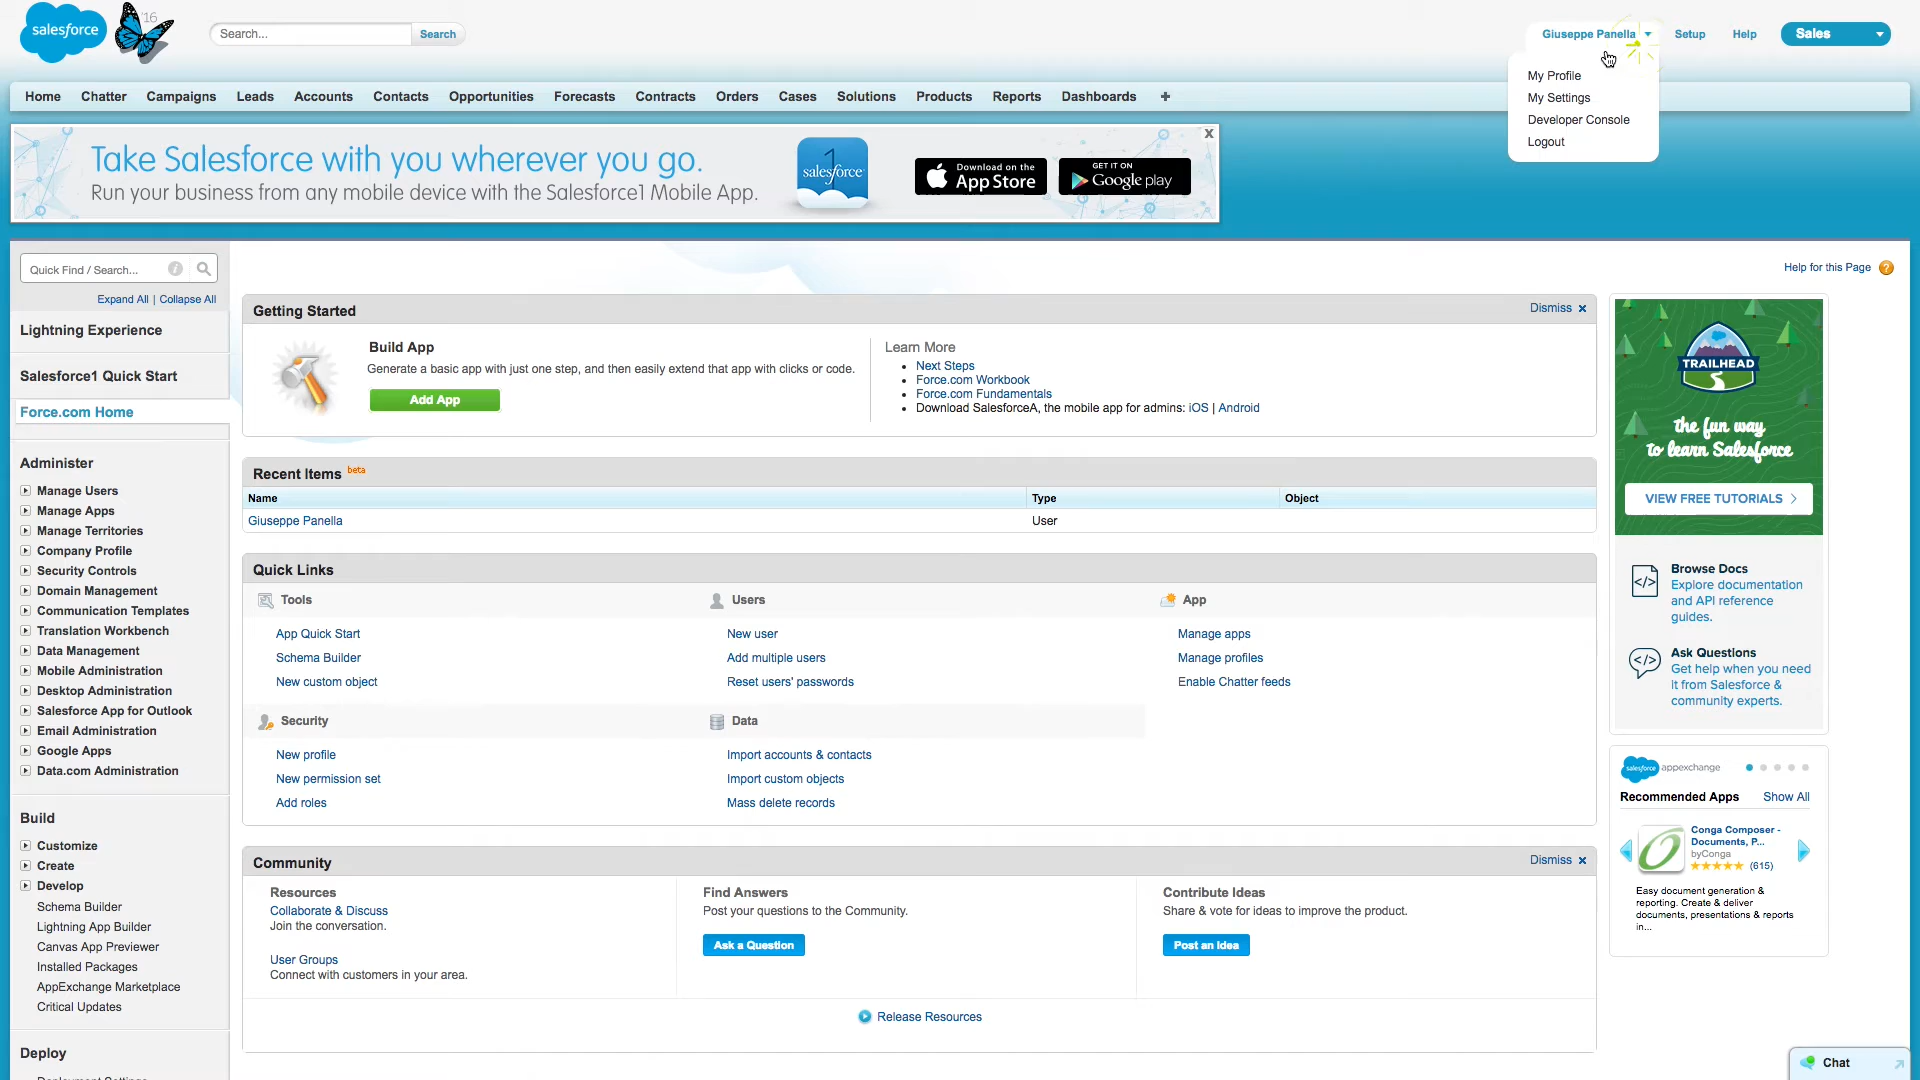 salesforce
'16
Search...
Search
Giuseppe Panella
Setup
Help
Sales
My Profile
My Settings
Developer Console
Logout
Home
Chatter
Campaigns
Leads
Accounts
Contacts
Opportunities
Forecasts
Contracts
Orders
Cases
Solutions
Products
Reports
Dashboards
+
Take Salesforce with you wherever you go.
Run your business from any mobile device with the Salesforce1 Mobile App.
1
salesforce
Download on the
App Store
GET IT ON
Google play
X
Quick Find / Search...
Expand All | Collapse All
Lightning Experience
Salesforce1 Quick Start
Force.com Home
Administer
Manage Users
Manage Apps
Manage Territories
Company Profile
Security Controls
Domain Management
Communication Templates
Translation Workbench
Data Management
Mobile Administration
Desktop Administration
Salesforce App for Outlook
Email Administration
Google Apps
Data.com Administration
Build
Customize
Create
Develop
Schema Builder
Lightning App Builder
Canvas App Previewer
Installed Packages
AppExchange Marketplace
Critical Updates
Deploy
Deployment Settings
Help for this Page ?
Getting Started
Dismiss x
Build App
Generate a basic app with just one step, and then easily extend that app with clicks or code.
Add App
Learn More
Next Steps
Force.com Workbook
Force.com Fundamentals
Download SalesforceA, the mobile app for admins: iOS | Android
Recent Items beta
Name
Type
Object
Giuseppe Panella
User
Quick Links
Tools
App Quick Start
Schema Builder
New custom object
Users
New user
Add multiple users
Reset users' passwords
App
Manage apps
Manage profiles
Enable Chatter feeds
Security
New profile
New permission set
Add roles
Data
Import accounts & contacts
Import custom objects
Mass delete records
Community
Dismiss x
Resources
Collaborate & Discuss
Join the conversation.
User Groups
Connect with customers in your area.
Find Answers
Post your questions to the Community.
Ask a Question
Contribute Ideas
Share & vote for ideas to improve the product.
Post an Idea
Release Resources
TRAILHEAD
the fun way
to learn Salesforce
VIEW FREE TUTORIALS >
</>
Browse Docs
Explore documentation
and API reference
guides.
</>
Ask Questions
Get help when you need
it from Salesforce &
community experts.
salesforce appexchange
Recommended Apps
Show All
Conga Composer -
Documents, P...
byConga
(615)
Easy document generation &
reporting. Create & deliver
documents, presentations & reports
in...
Chat